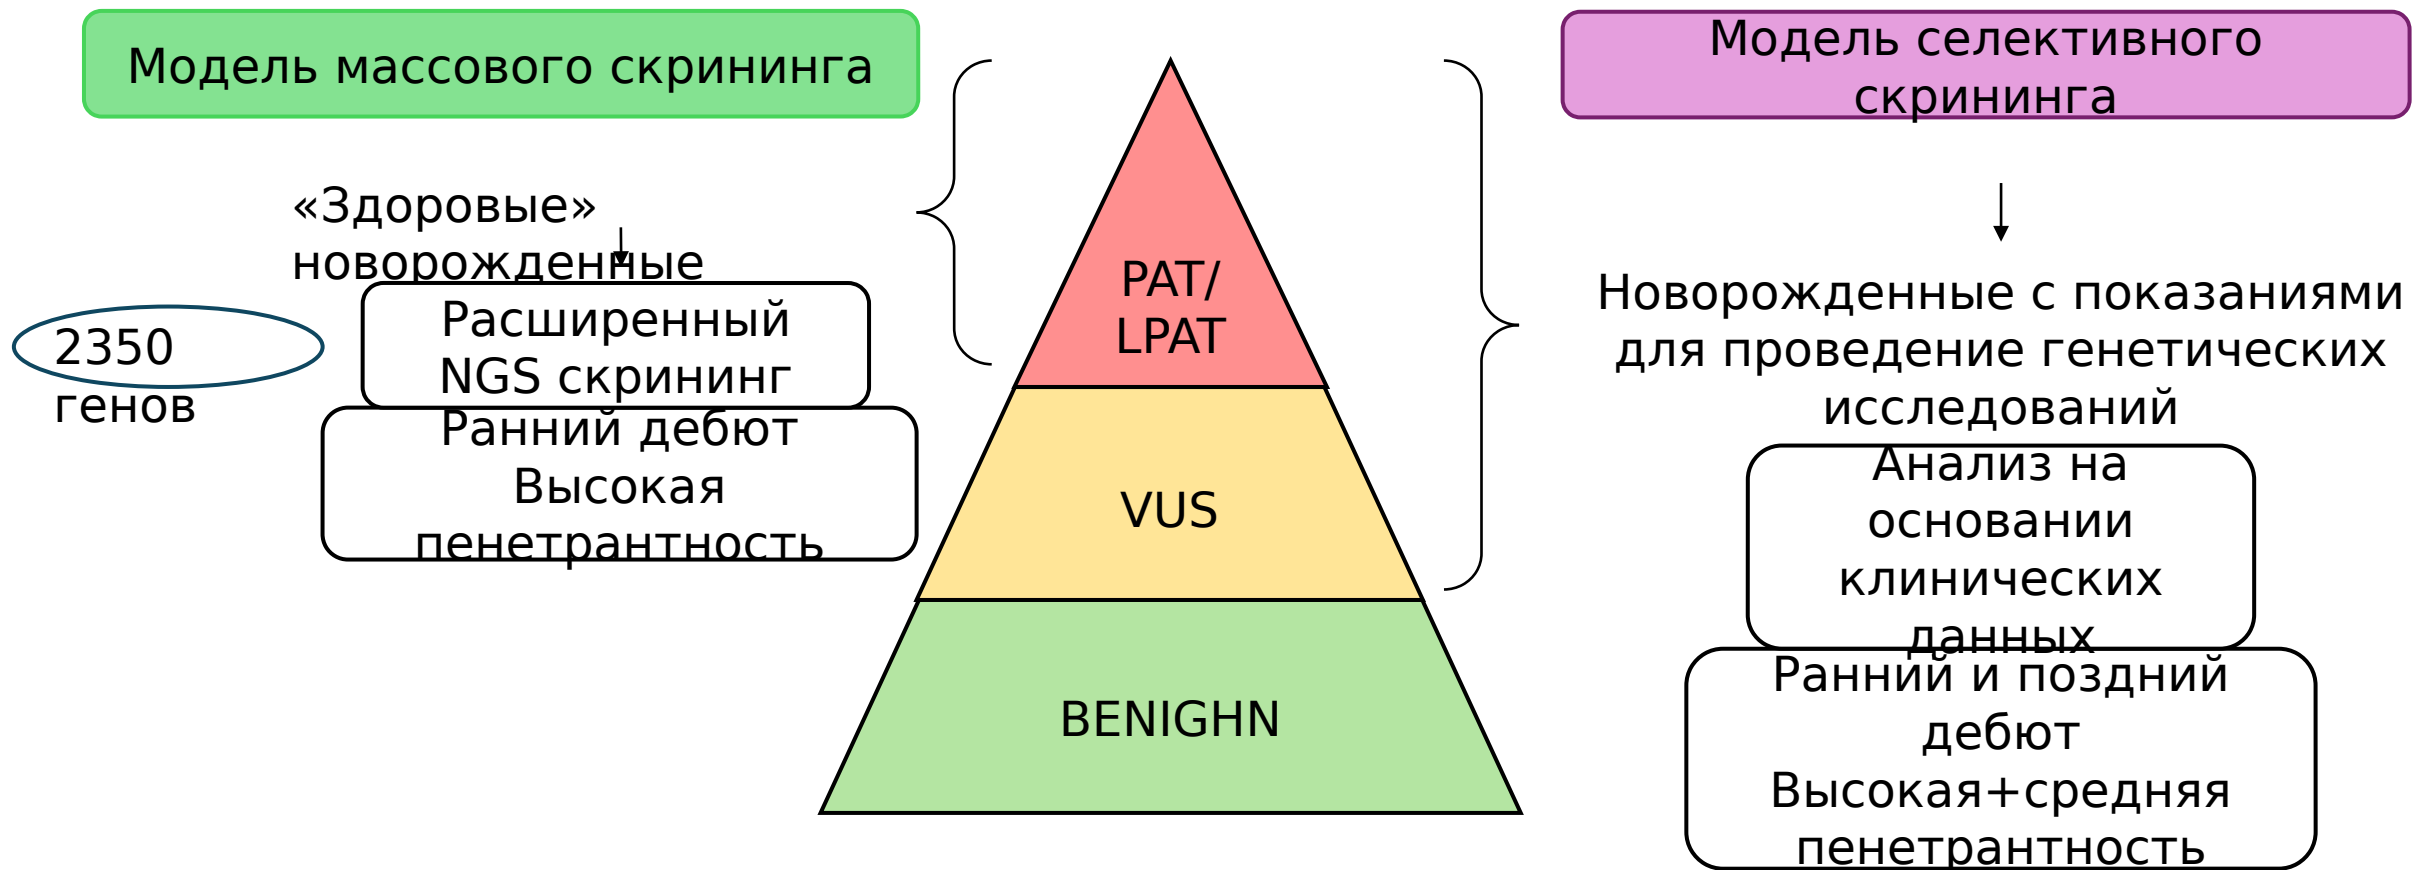 Модель массового скрининга
«Здоровые»
новорожденные
2350
генов
Расширенный
NGS скрининг
Ранний дебют
Высокая
пенетрантность
PAT/
LPAT
VUS
BENIGHN
Модель селективного
скрининга
Новорожденные с показаниями
для проведение генетических
исследований
Анализ на
основании
клинических
данных
Ранний и поздний
дебют
Высокая+средняя
пенетрантность